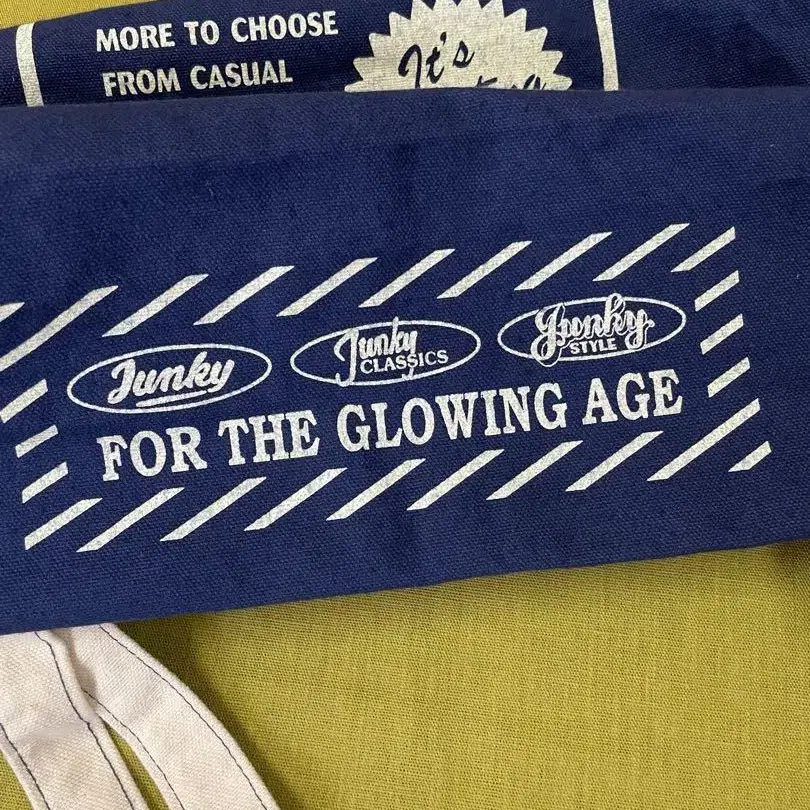 MORE TO CHOOSE
FROM CASUAL
It's
Junky
Junky
CLASSICS
Junky
STYLE
FOR THE GLOWING AGE